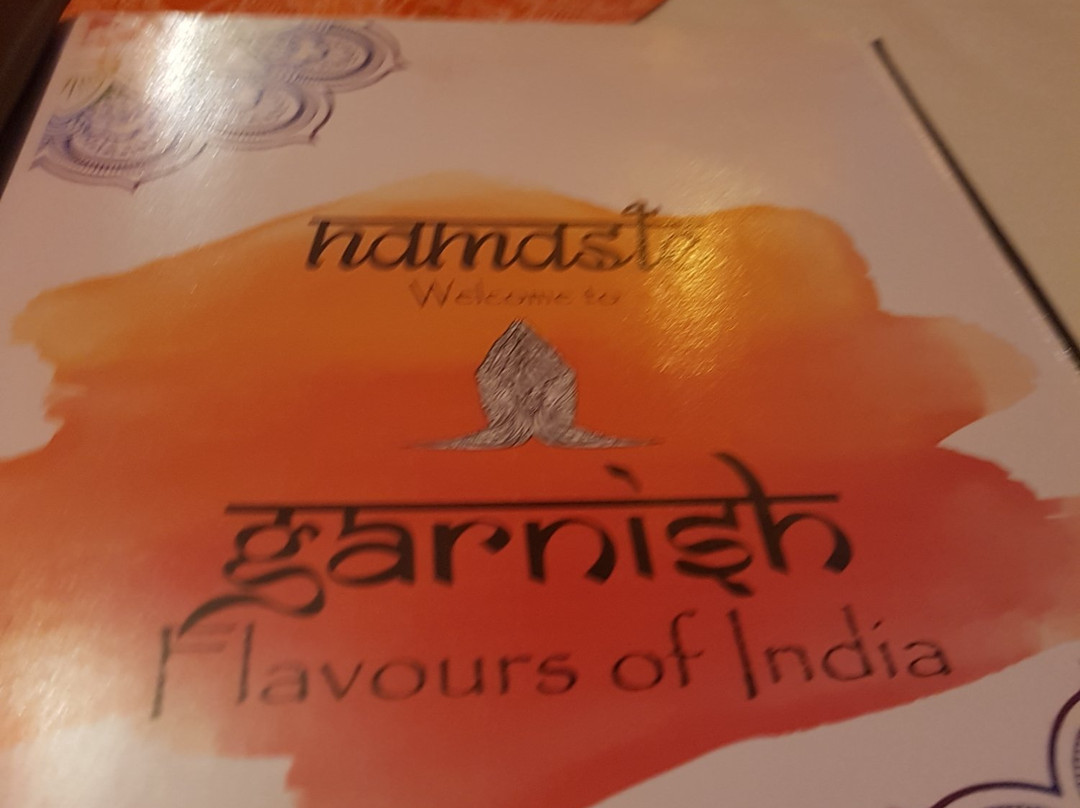 namaste
Welcome to
garnish
Flavours of India